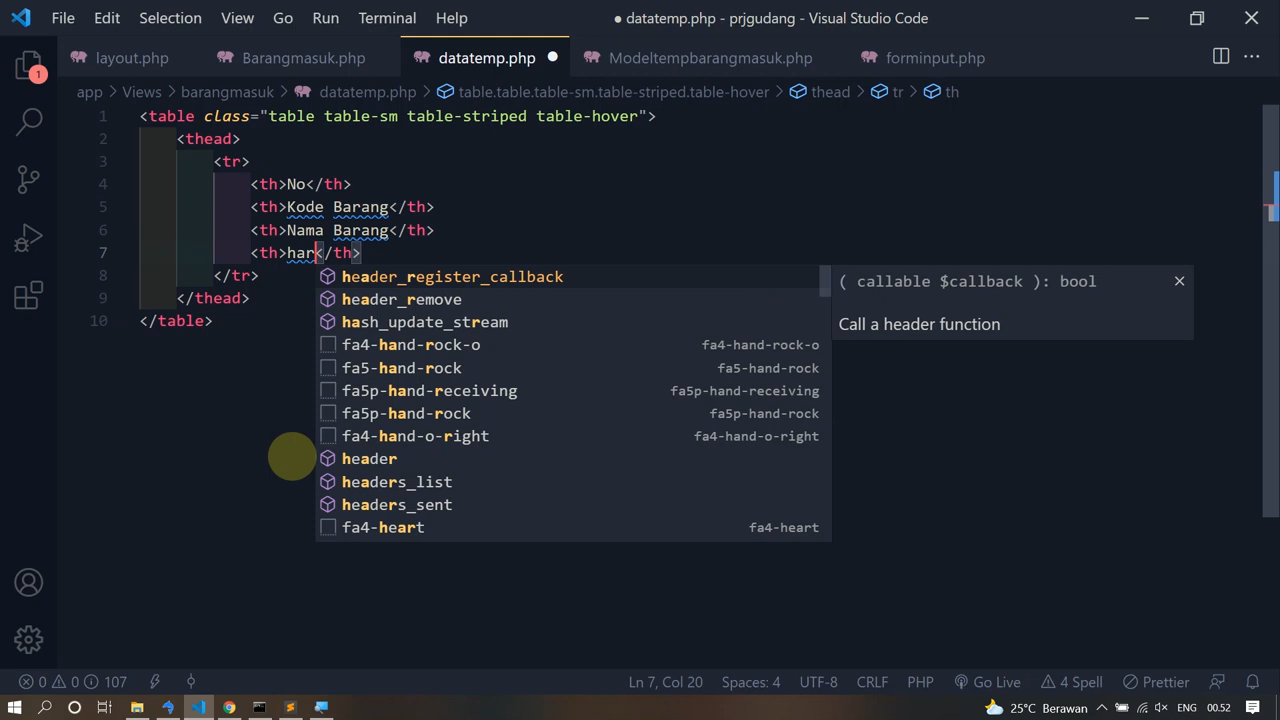 File Edit Selection View Go Run Terminal Help
● datatemp.php - prjgudang - Visual Studio Code
layout.php Barangmasuk.php datatemp.php Modeltempbarangmasuk.php forminput.php
1
app > Views > barangmasuk > datatemp.php > table.table.table-sm.table-striped.table-hover > thead > tr > th
1 <table class="table table-sm table-striped table-hover">
2 <thead>
3 <tr>
4 <th>No</th>
5 <th>Kode Barang</th>
6 <th>Nama Barang</th>
7 <th>har</th>
8 </tr>
9 </thead>
10 </table>
header_register_callback
header_remove
hash_update_stream
fa4-hand-rock-o fa4-hand-rock-o
fa5-hand-rock fa5-hand-rock
fa5p-hand-receiving fa5p-hand-receiving
fa5p-hand-rock fa5p-hand-rock
fa4-hand-o-right fa4-hand-o-right
header
headers_list
headers_sent
fa4-heart fa4-heart
( callable $callback ): bool
Call a header function
0 0 107 Ln 7, Col 20 Spaces: 4 UTF-8 CRLF PHP Go Live 4 Spell Prettier
25°C Berawan ENG 00.52